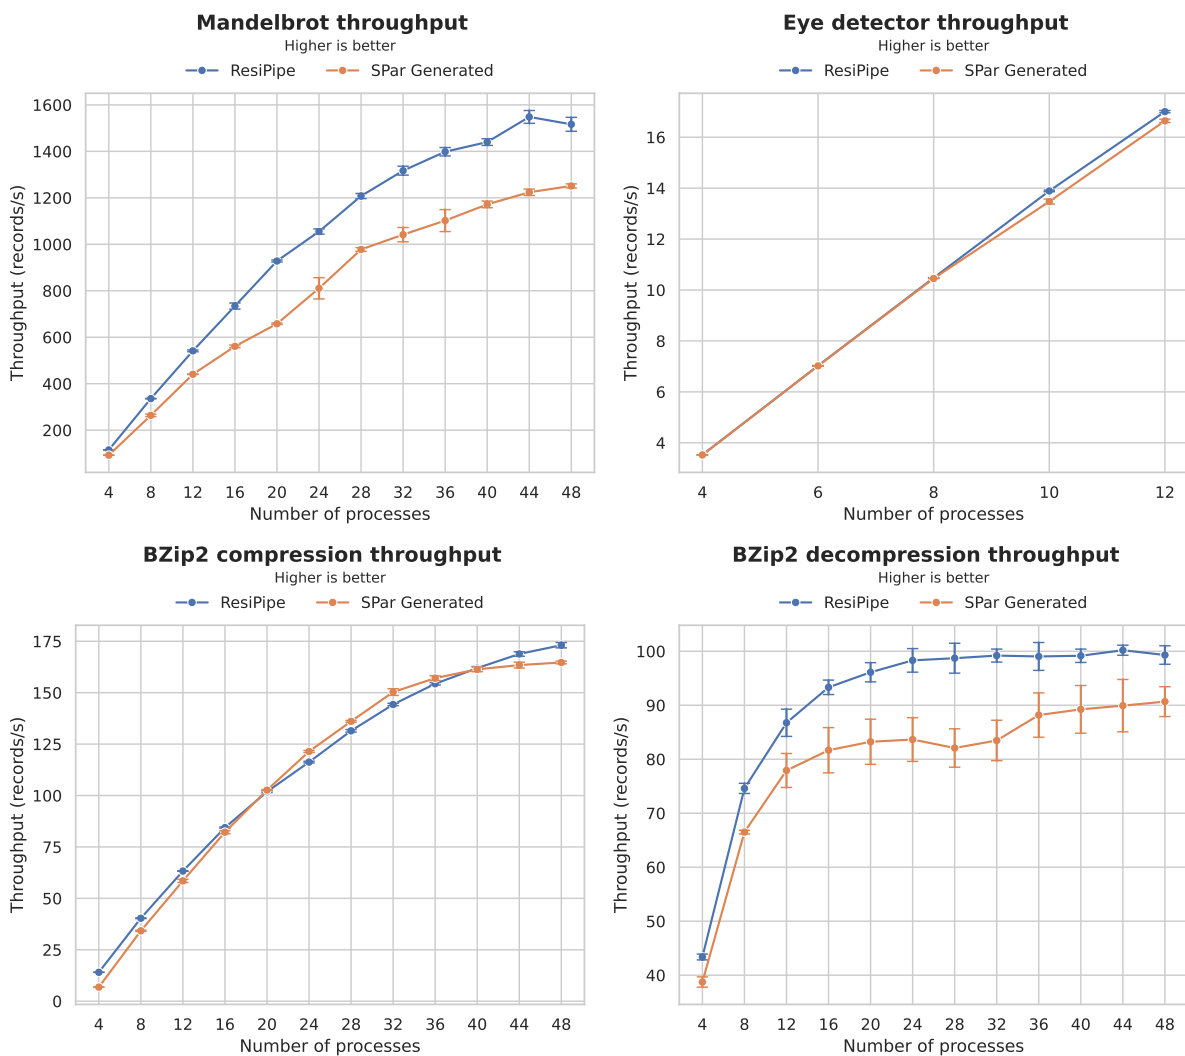 Mandelbrot throughput
Higher is better
ResiPipe SPar Generated
Throughput (records/s)
1600
1400
1200
1000
800
600
400
200
4 8 12 16 20 24 28 32 36 40 44 48
Number of processes
Eye detector throughput
Higher is better
ResiPipe SPar Generated
Throughput (records/s)
16
14
12
10
8
6
4
4 6 8 10 12
Number of processes
BZip2 compression throughput
Higher is better
ResiPipe SPar Generated
Throughput (records/s)
175
150
125
100
75
50
25
0
4 8 12 16 20 24 28 32 36 40 44 48
Number of processes
BZip2 decompression throughput
Higher is better
ResiPipe SPar Generated
Throughput (records/s)
100
90
80
70
60
50
40
4 8 12 16 20 24 28 32 36 40 44 48
Number of processes